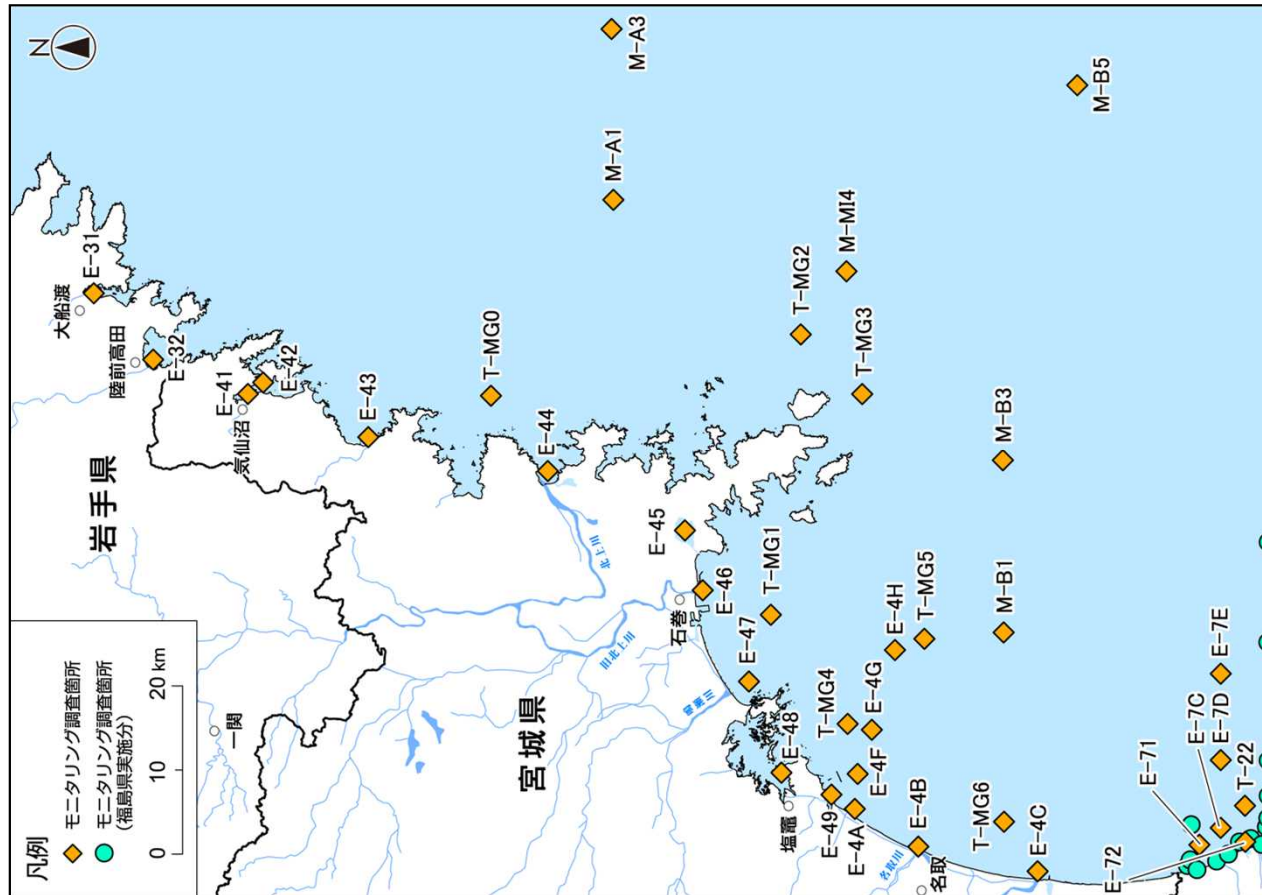 凡例
モニタリング調査箇所
モニタリング調査箇所
(福島県実施分)
0 10 20 km
N
岩手県
宮城県
一関
大船渡
E-31
陸前高田
E-32
E-41
気仙沼
E-42
E-43
T-MG0
E-44
北上川
旧北上川
M-A1
M-A3
E-45
石巻
E-46
E-47
T-MG1
鳴瀬川
T-MG2
M-MI4
T-MG3
T-MG4
E-4G
E-4H
T-MG5
E-48
塩竈
E-49
E-4A
E-4F
E-4B
名取川
名取
T-MG6
E-4C
M-B1
M-B3
M-B5
E-71
E-7C
E-7D
E-7E
T-22
E-72